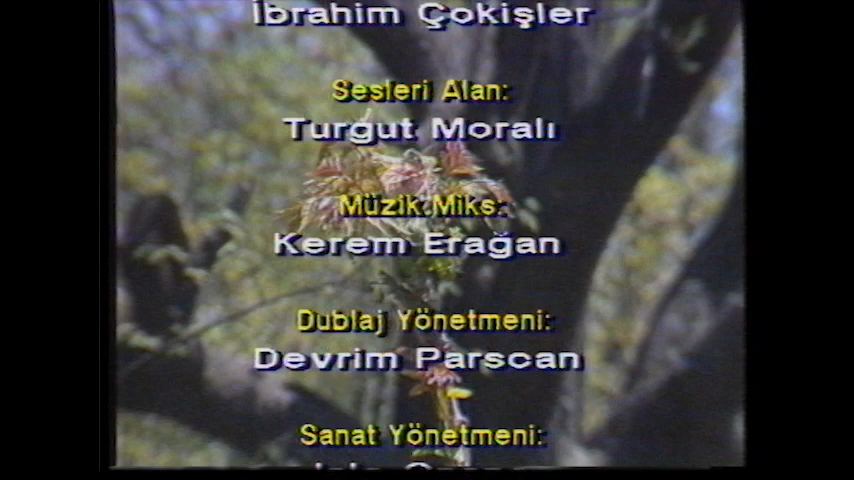 İbrahim Çokişler
Sesleri Alan:
Turgut Moralı
Müzik Miks:
Kerem Erağan
Dublaj Yönetmeni:
Devrim Parscan
Sanat Yönetmeni: